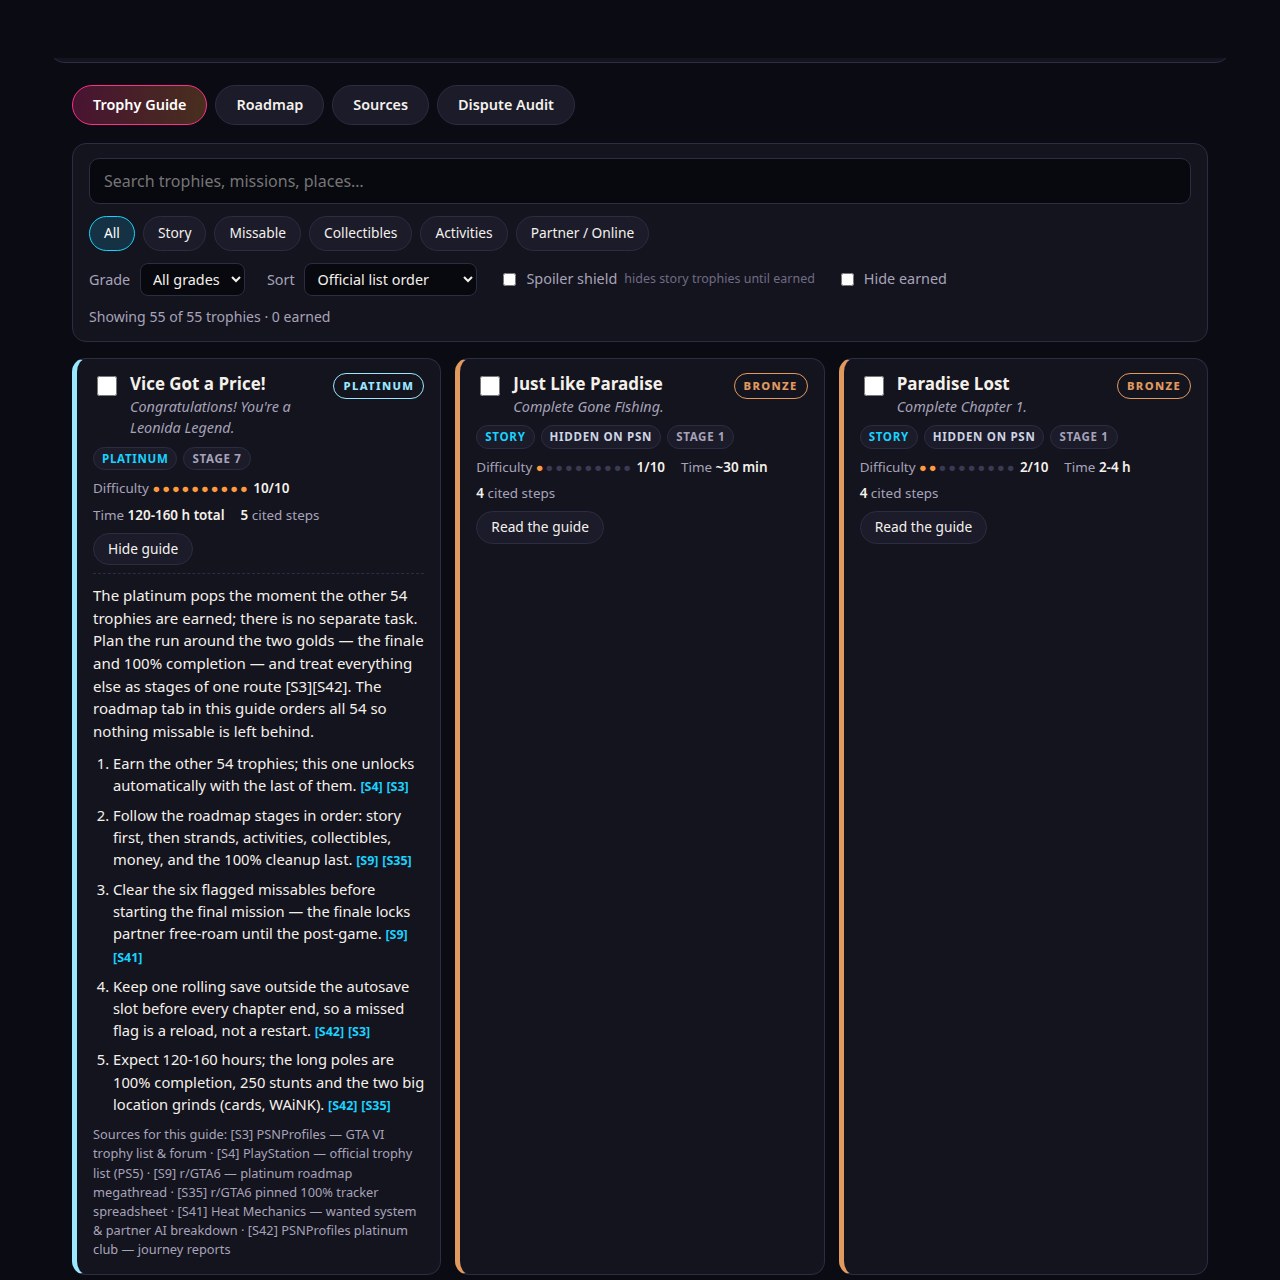 Trophy Guide
Roadmap
Sources
Dispute Audit
Search trophies, missions, places...
All
Story
Missable
Collectibles
Activities
Partner / Online
Grade
All grades
Sort
Official list order
Spoiler shield hides story trophies until earned
Hide earned
Showing 55 of 55 trophies · 0 earned
Vice Got a Price!
PLATINUM
Congratulations! You're a
Leonida Legend.
PLATINUM
STAGE 7
Difficulty ●●●●●●●●●● 10/10
Time 120-160 h total 5 cited steps
Hide guide
The platinum pops the moment the other 54
trophies are earned; there is no separate task.
Plan the run around the two golds — the finale
and 100% completion — and treat everything
else as stages of one route [S3][S42]. The
roadmap tab in this guide orders all 54 so
nothing missable is left behind.
1. Earn the other 54 trophies; this one unlocks
automatically with the last of them. [S4] [S3]
2. Follow the roadmap stages in order: story
first, then strands, activities, collectibles,
money, and the 100% cleanup last. [S9] [S35]
3. Clear the six flagged missables before
starting the final mission — the finale locks
partner free-roam until the post-game. [S9]
[S41]
4. Keep one rolling save outside the autosave
slot before every chapter end, so a missed
flag is a reload, not a restart. [S42] [S3]
5. Expect 120-160 hours; the long poles are
100% completion, 250 stunts and the two big
location grinds (cards, WAiNK). [S42] [S35]
Sources for this guide: [S3] PSNProfiles — GTA VI
trophy list & forum · [S4] PlayStation — official trophy
list (PS5) · [S9] r/GTA6 — platinum roadmap
megathread · [S35] r/GTA6 pinned 100% tracker
spreadsheet · [S41] Heat Mechanics — wanted system
& partner AI breakdown · [S42] PSNProfiles platinum
club — journey reports
Just Like Paradise
BRONZE
Complete Gone Fishing.
STORY
HIDDEN ON PSN
STAGE 1
Difficulty ●●●●●●●●●● 1/10 Time ~30 min
4 cited steps
Read the guide
Paradise Lost
BRONZE
Complete Chapter 1.
STORY
HIDDEN ON PSN
STAGE 1
Difficulty ●●●●●●●●●● 2/10 Time 2-4 h
4 cited steps
Read the guide